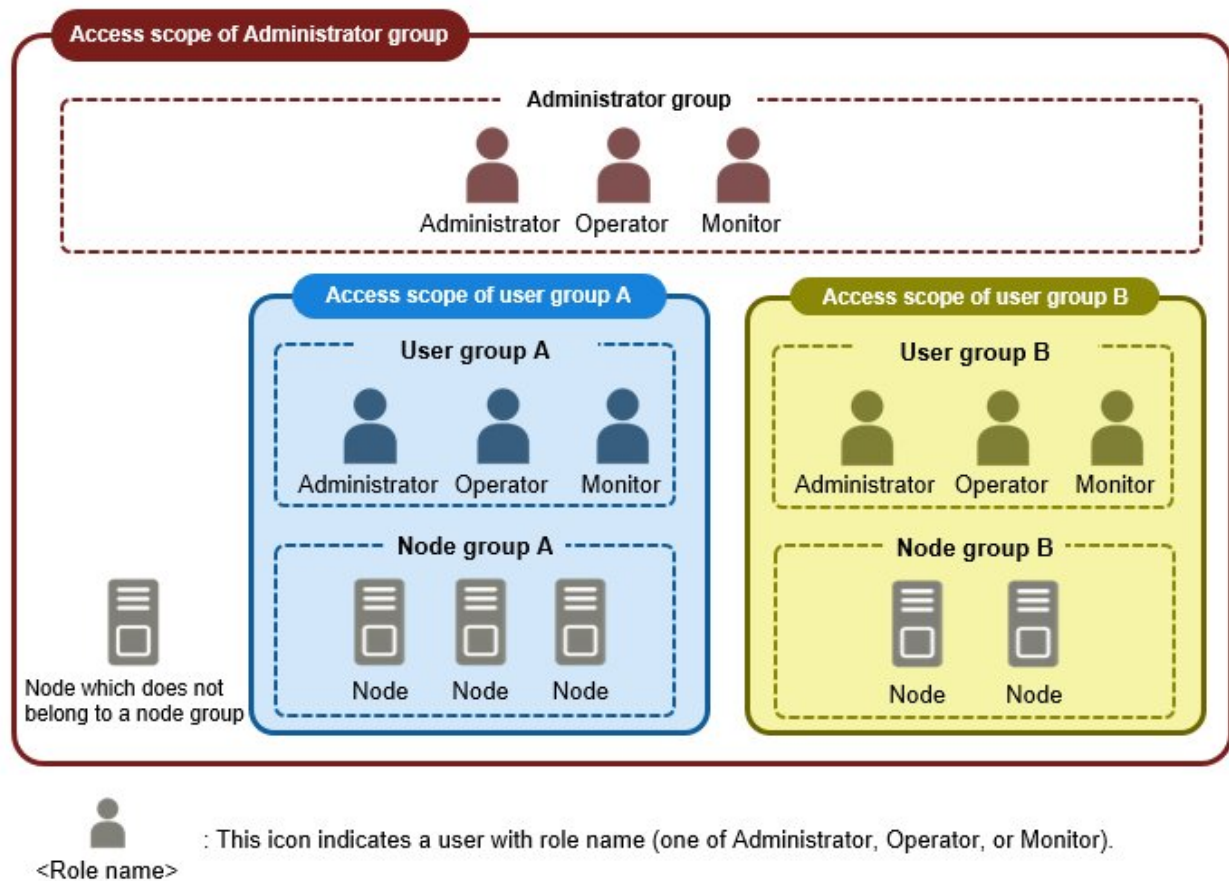 Access scope of Administrator group
Administrator group
Administrator Operator Monitor
Access scope of user group A
User group A
Administrator Operator Monitor
Node group A
Node Node Node
Access scope of user group B
User group B
Administrator Operator Monitor
Node group B
Node Node
Node which does not
belong to a node group
<Role name>
: This icon indicates a user with role name (one of Administrator, Operator, or Monitor).